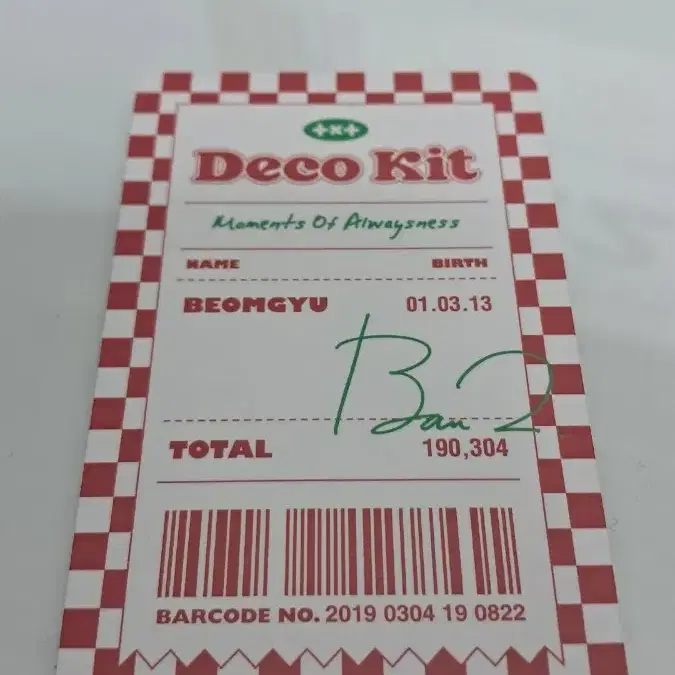 +x+
Deco Kit
Moments Of Alwaysness
NAME BIRTH
BEOMGYU 01.03.13
TOTAL 190,304
BARCODE NO. 2019 0304 19 0822